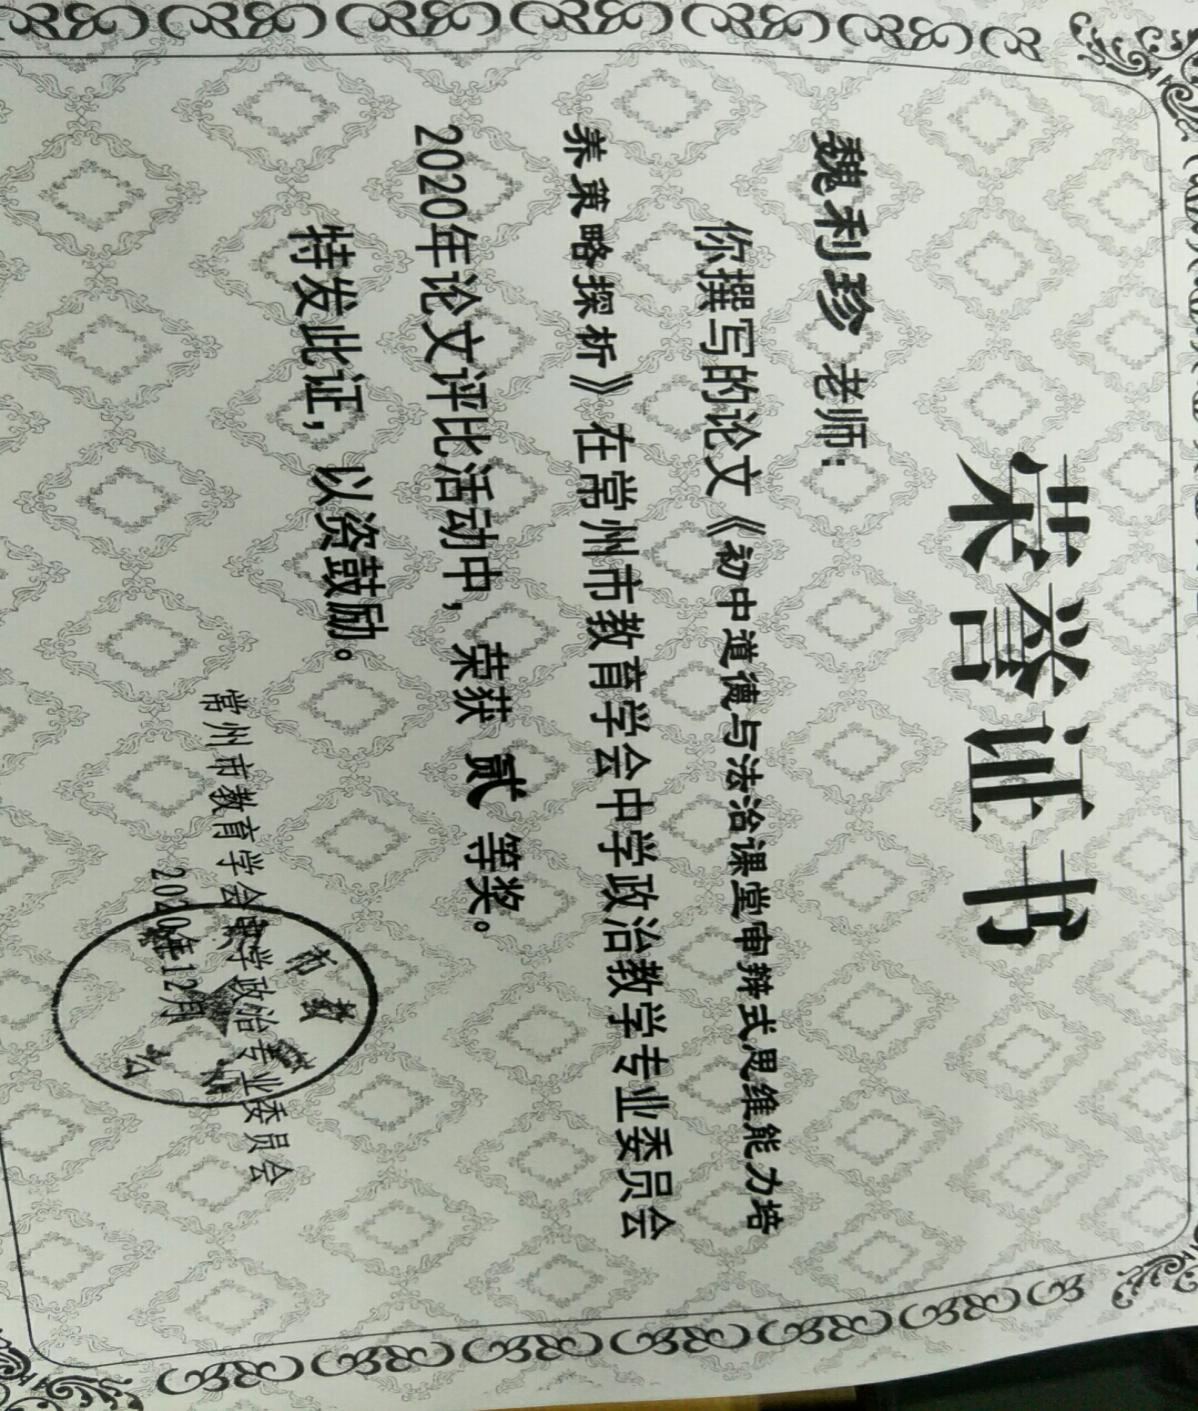 荣誉证书
魏利珍 老师:
你撰写的论文《初中道德与法治课堂审辩式思维能力培
养策略探析》在常州市教育学会中学政治教学专业委员会
2020年论文评比活动中，荣获 贰 等奖。
特发此证，以资鼓励。
常州市教育学会中学政治专业委员会
2020年12月